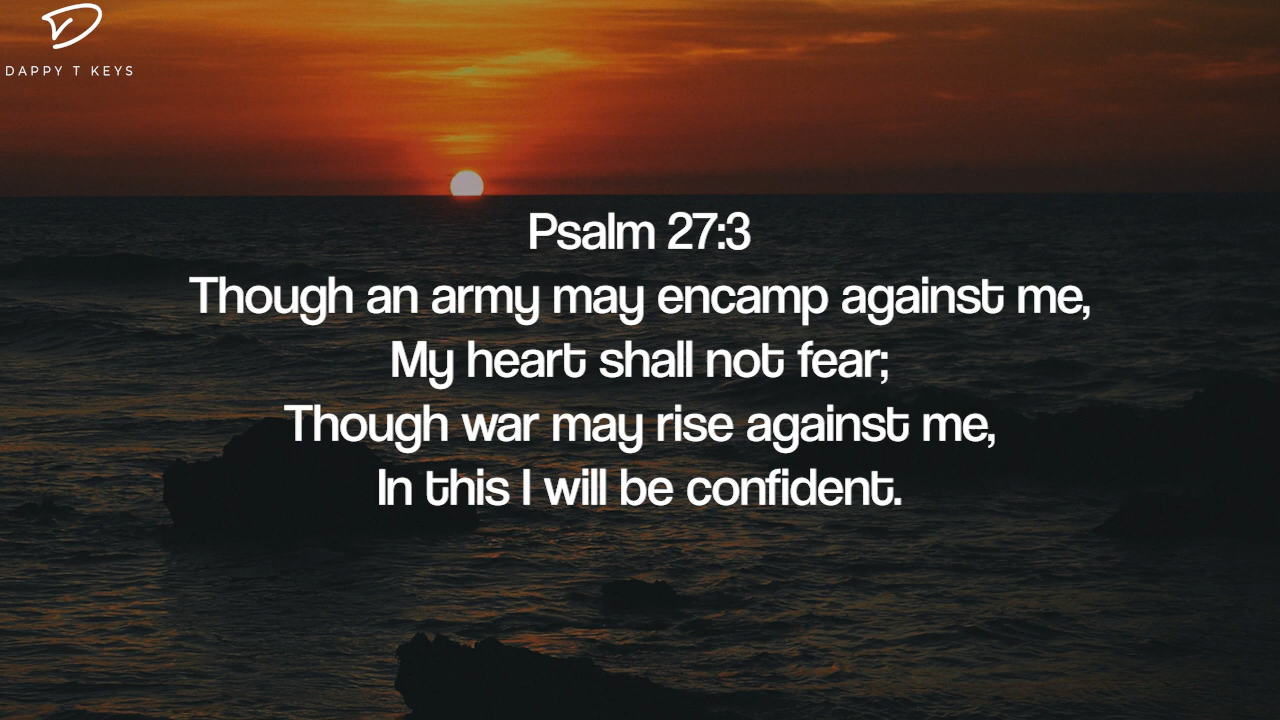 DAPPY T KEYS
Psalm 27:3
Though an army may encamp against me,
My heart shall not fear;
Though war may rise against me,
In this I will be confident.